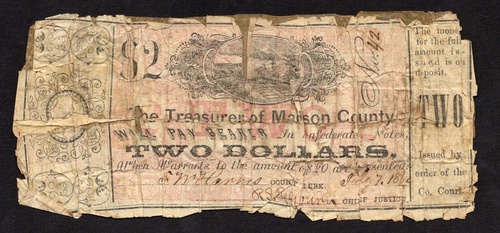 $2
No 42
The Treasurer of Marson County
WILL PAY BEARER In Confederate Notes,
TWO DOLLARS,
When Warrants to the amount of $20 are presented
COUNTY CLERK.
CHIEF JUSTICE
The mone
for the full
amount is-
sued is on
deposit.
TWO
Issued by
order of the
Co. Court